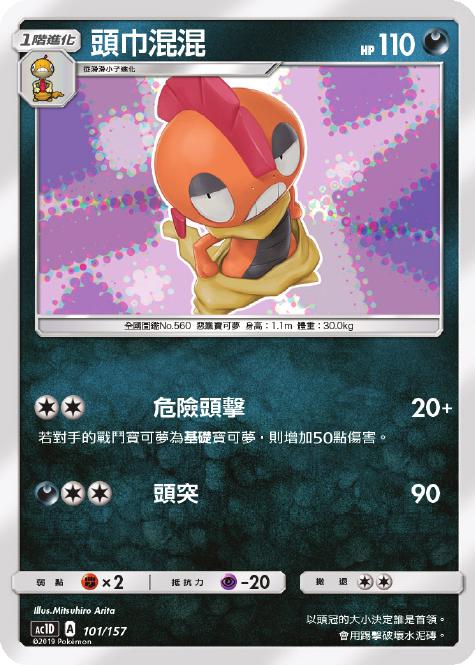 1階進化 頭巾混混 HP 110
從滑滑小子進化
全國圖鑑No.560 惡黨寶可夢 身高:1.1m 體重:30.0kg
危險頭擊 20+
若對手的戰鬥寶可夢為基礎寶可夢,則增加50點傷害。
頭突 90
弱點 ×2 抵抗力 -20 撤退
Illus.Mitsuhiro Arita
AC1D A 101/157
©2019 Pokémon
以頭冠的大小決定誰是首領。
會用踢擊破壞水泥磚。